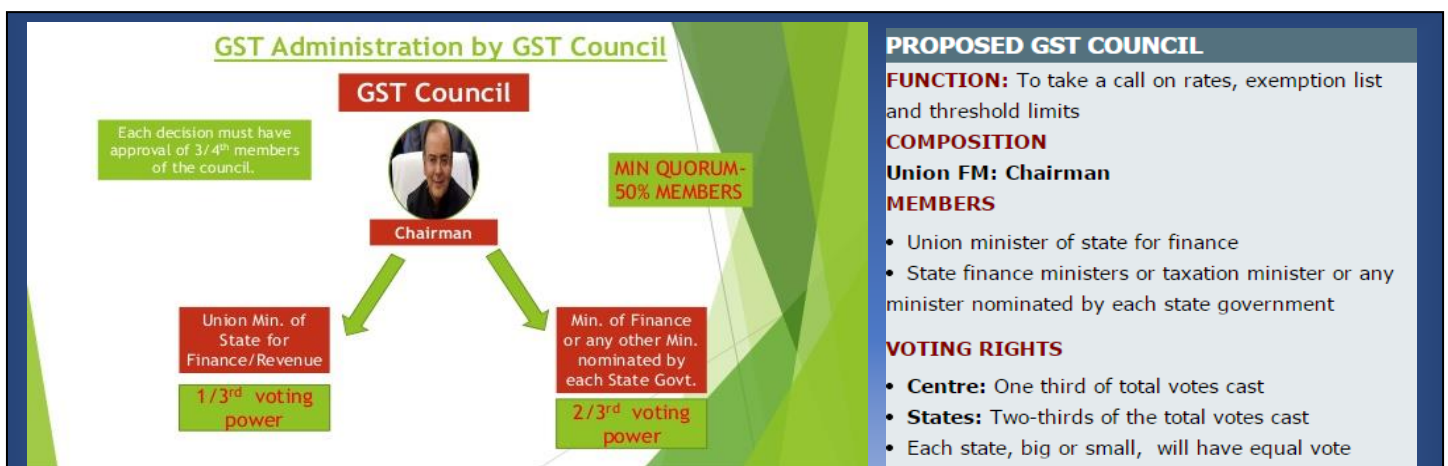 GST Administration by GST Council
GST Council
Each decision must have
approval of 3/4th members
of the council.
MIN QUORUM-
50% MEMBERS
Chairman
Union Min. of
State for
Finance/Revenue
1/3rd voting
power
Min. of Finance
or any other Min.
nominated by
each State Govt.
2/3rd voting
power
PROPOSED GST COUNCIL
FUNCTION: To take a call on rates, exemption list
and threshold limits
COMPOSITION
Union FM: Chairman
MEMBERS
• Union minister of state for finance
• State finance ministers or taxation minister or any
minister nominated by each state government
VOTING RIGHTS
• Centre: One third of total votes cast
• States: Two-thirds of the total votes cast
• Each state, big or small, will have equal vote